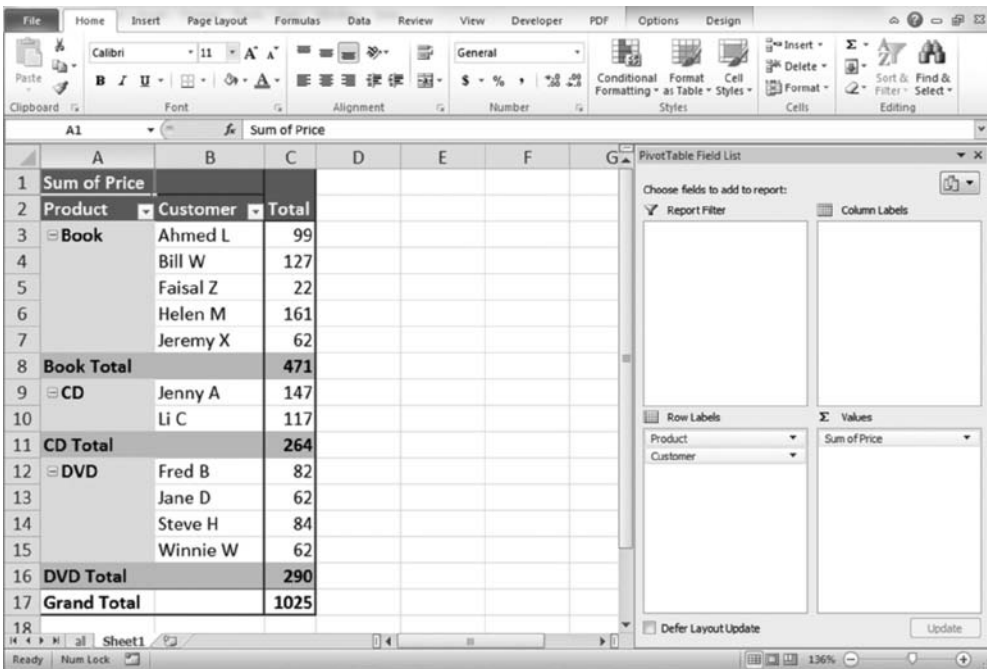 File Home Insert Page Layout Formulas Data Review View Developer PDF Options Design
Paste
Calibri 11 A A
B I U A
General
$ % ,
Conditional Formatting
Format as Table
Cell Styles
Insert
Delete
Format
Σ
Sort & Filter
Find & Select
Clipboard Font Alignment Number Styles Cells Editing
A1 fx Sum of Price
A B C D E F G
1 Sum of Price
2 Product Customer Total
3 Book Ahmed L 99
4 Bill W 127
5 Faisal Z 22
6 Helen M 161
7 Jeremy X 62
8 Book Total 471
9 CD Jenny A 147
10 Li C 117
11 CD Total 264
12 DVD Fred B 82
13 Jane D 62
14 Steve H 84
15 Winnie W 62
16 DVD Total 290
17 Grand Total 1025
18
PivotTable Field List
Choose fields to add to report:
Report Filter Column Labels
Row Labels Σ Values
Product Sum of Price
Customer
Defer Layout Update Update
al Sheet1
Ready Num Lock 136%